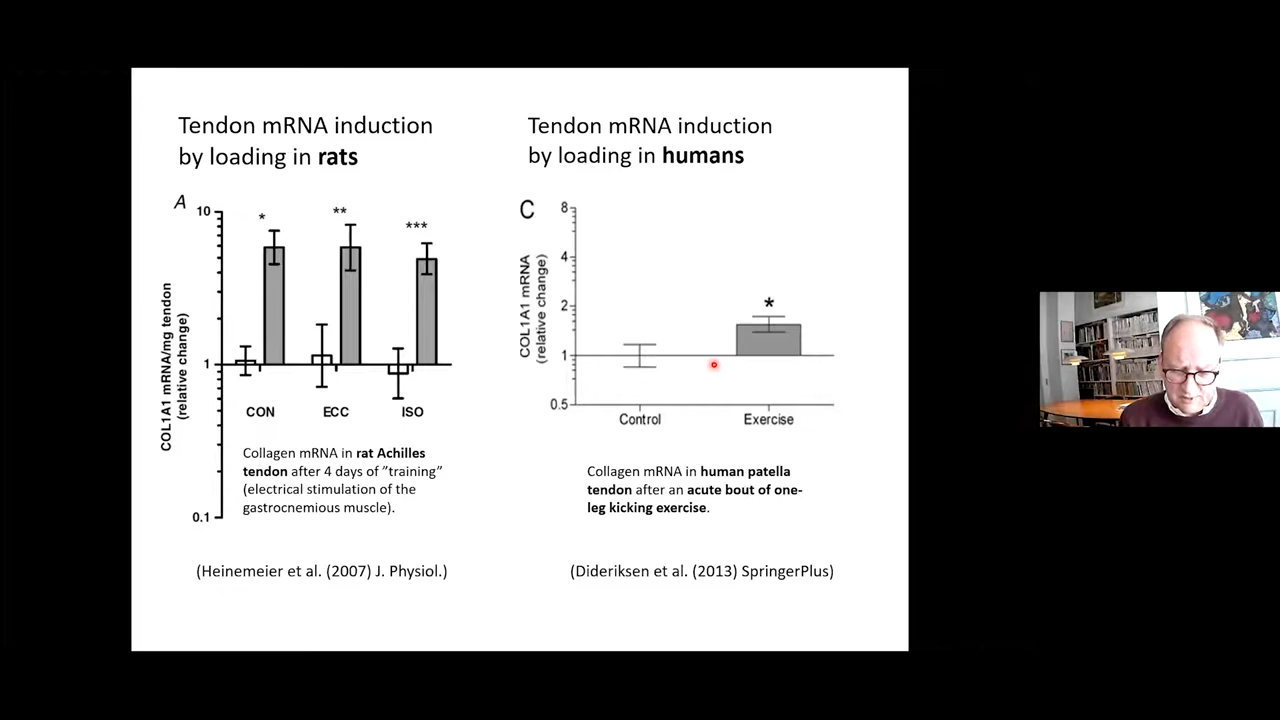 Tendon mRNA induction
by loading in rats
A
COL1A1 mRNA/mg tendon
(relative change)
10
1
0.1
*
**
***
CON
ECC
ISO
Collagen mRNA in rat Achilles
tendon after 4 days of ”training”
(electrical stimulation of the
gastrocnemious muscle).
(Heinemeier et al. (2007) J. Physiol.)
Tendon mRNA induction
by loading in humans
C
COL1A1 mRNA
(relative change)
8
4
2
1
0.5
*
Control
Exercise
Collagen mRNA in human patella
tendon after an acute bout of one-
leg kicking exercise.
(Dideriksen et al. (2013) SpringerPlus)